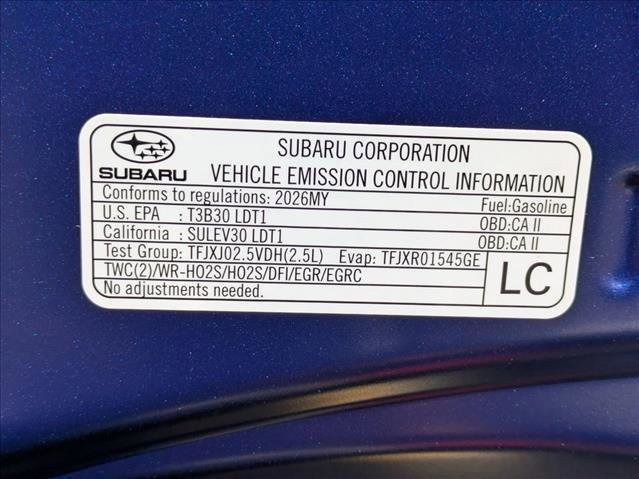 SUBARU CORPORATION
SUBARU
VEHICLE EMISSION CONTROL INFORMATION
Conforms to regulations: 2026MY
Fuel:Gasoline
U.S. EPA : T3B30 LDT1
OBD:CA II
California : SULEV30 LDT1
OBD:CA II
Test Group: TFJXJ02.5VDH(2.5L) Evap: TFJXR01545GE
TWC(2)/WR-HO2S/HO2S/DFI/EGR/EGRC
No adjustments needed.
LC